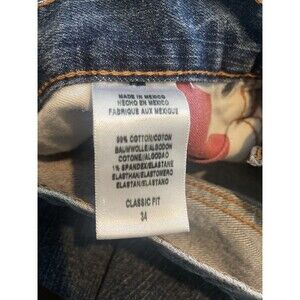 MADE IN MEXICO
HECHO EN MEXICO
FABRIQUE AUX MEXIQUE
99% COTTON/COTON
BAUMWOLLE/ALGODON
COTONE/ALGODAO
1% SPANDEX/ELASTANE
ELASTHAN/ELASTOMERO
ELASTAN/ELASTANO
CLASSIC FIT
34